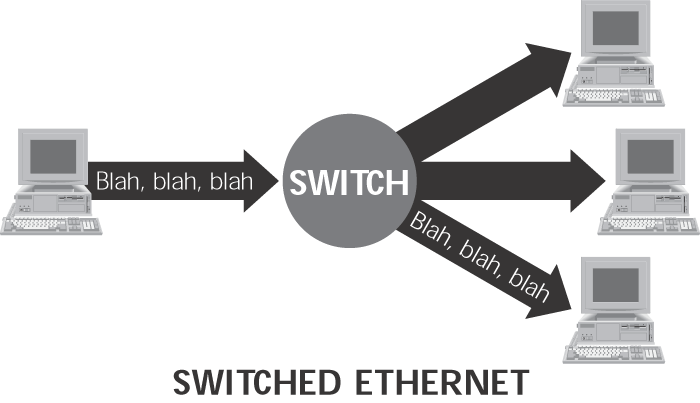 Blah, blah, blah
SWITCH
Blah, blah, blah
SWITCHED ETHERNET